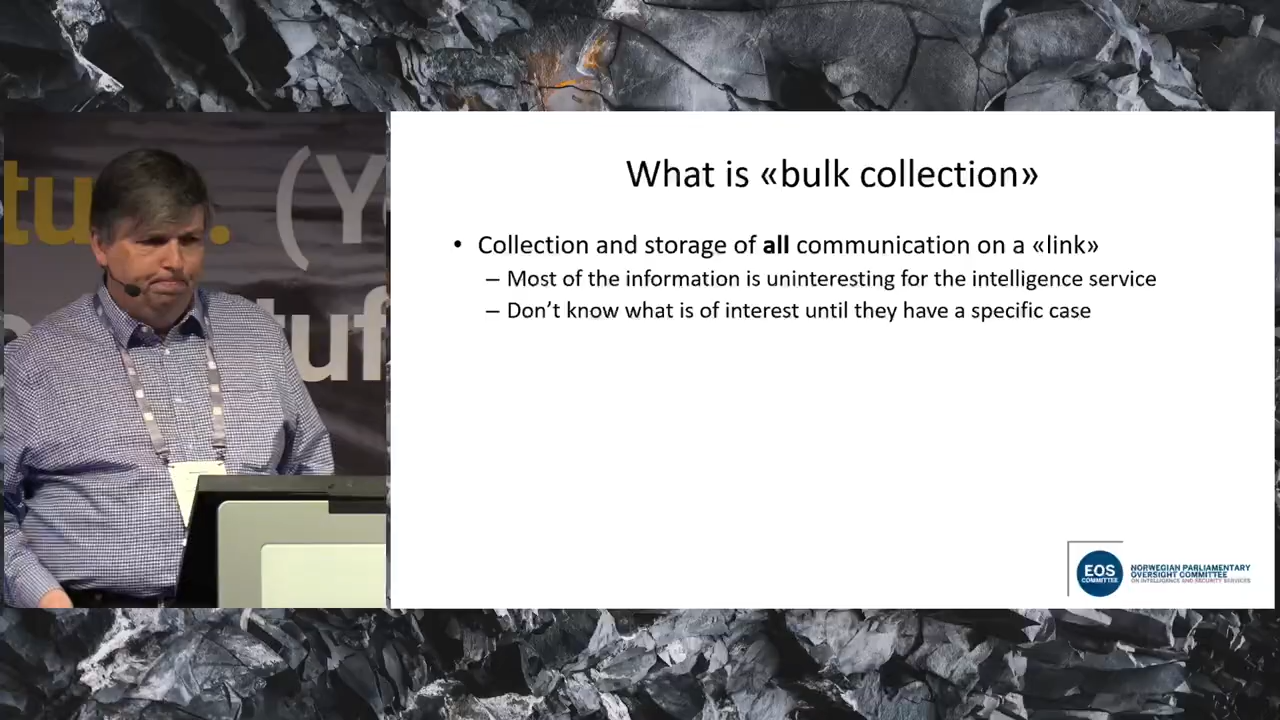 tu
.
(Y
tuf
What is «bulk collection»
• Collection and storage of all communication on a «link»
– Most of the information is uninteresting for the intelligence service
– Don’t know what is of interest until they have a specific case
EOS
COMMITTEE
NORWEGIAN PARLIAMENTARY
OVERSIGHT COMMITTEE
ON INTELLIGENCE AND SECURITY SERVICES